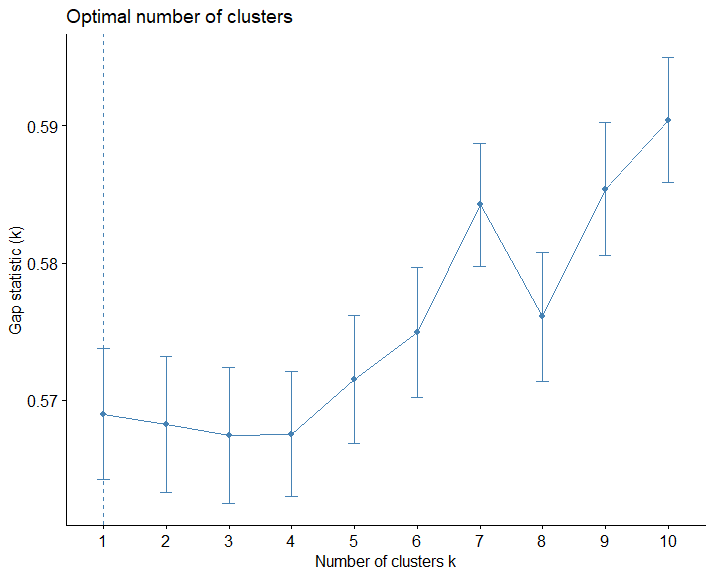 Optimal number of clusters
Gap statistic (k)
0.59
0.58
0.57
1 2 3 4 5 6 7 8 9 10
Number of clusters k